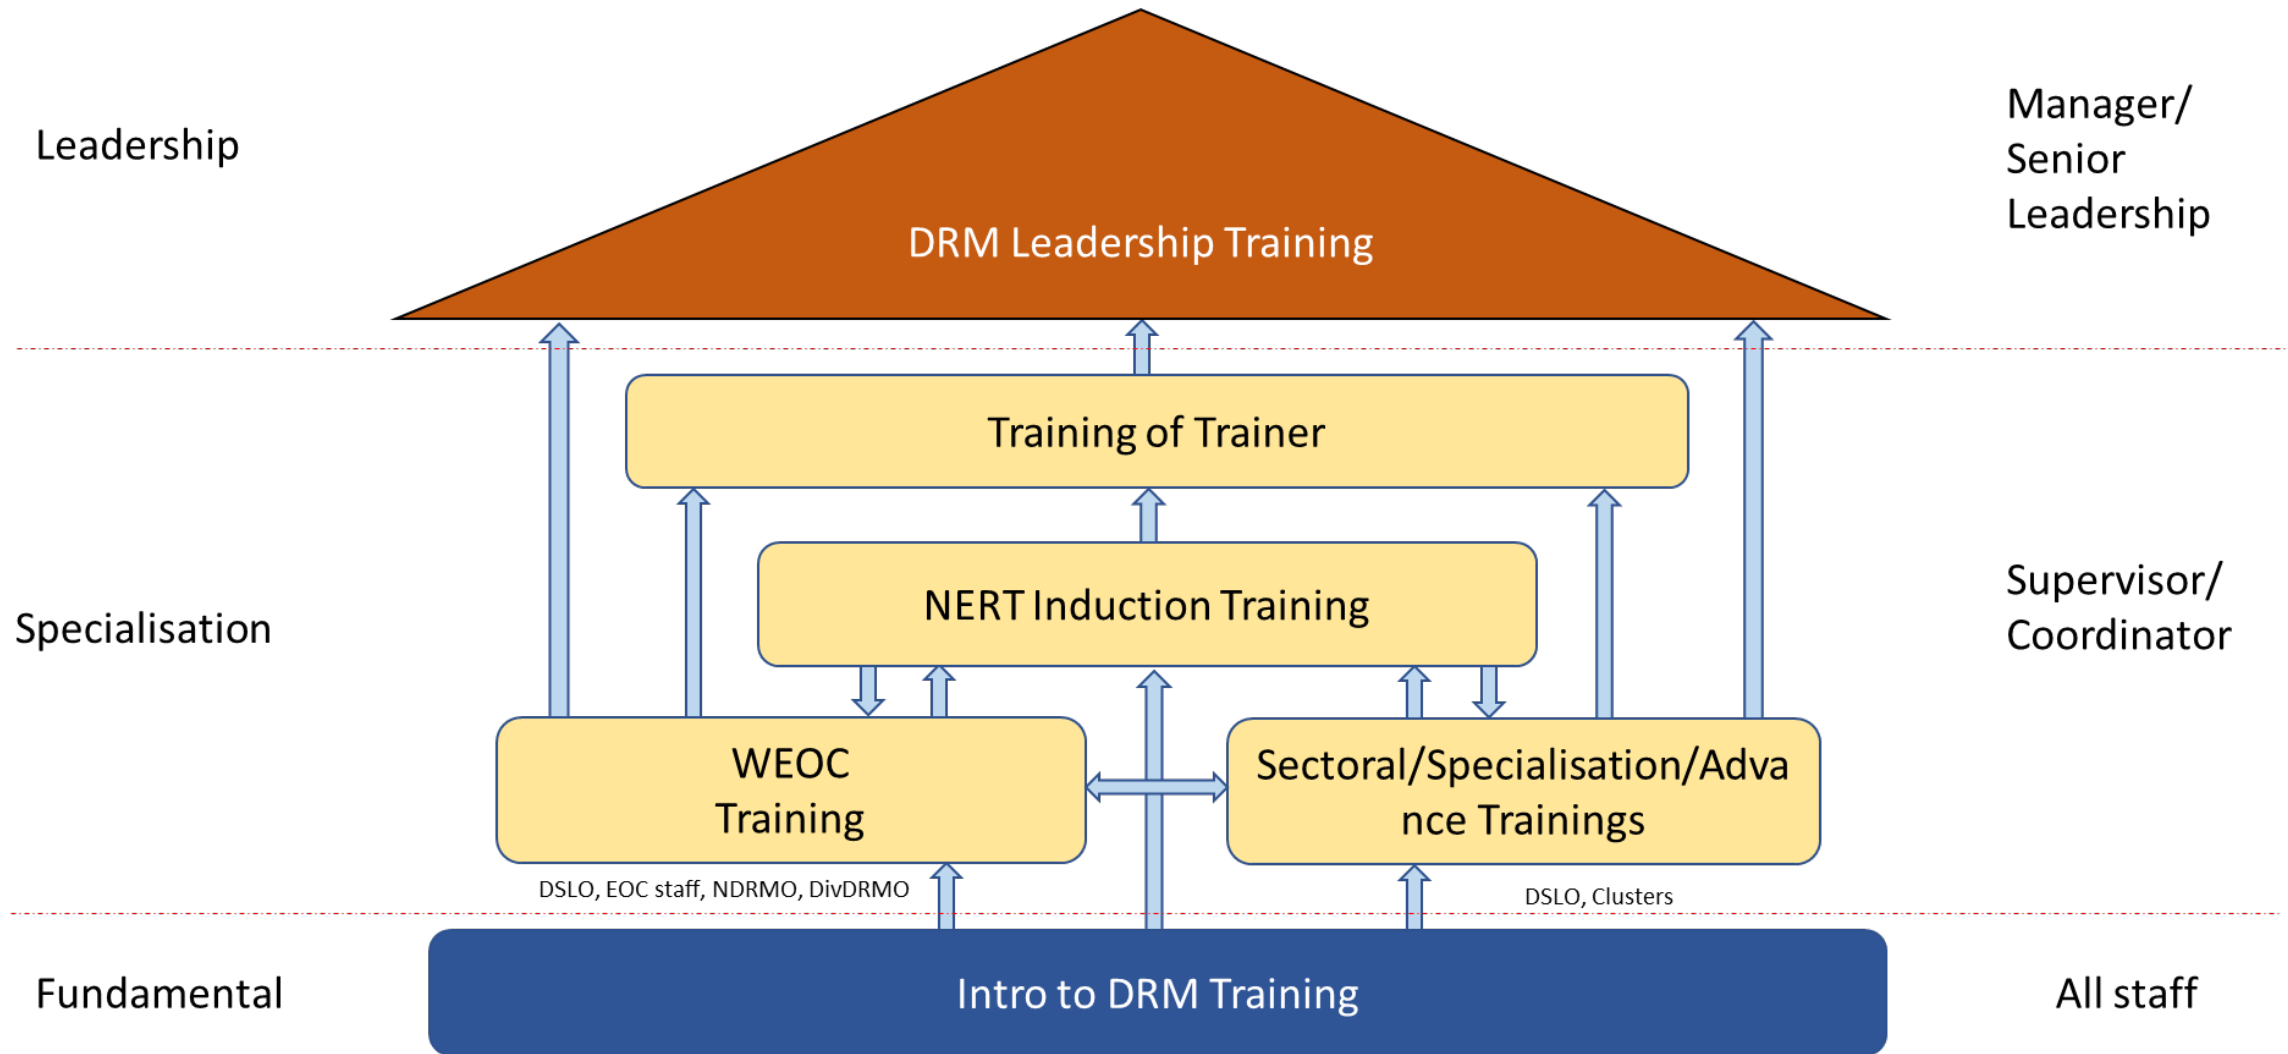 Leadership
DRM Leadership Training
Manager/
Senior
Leadership
Training of Trainer
Specialisation
NERT Induction Training
Supervisor/
Coordinator
WEOC
Training
Sectoral/Specialisation/Adva
nce Trainings
DSLO, EOC staff, NDRMO, DivDRMO
DSLO, Clusters
Fundamental
Intro to DRM Training
All staff